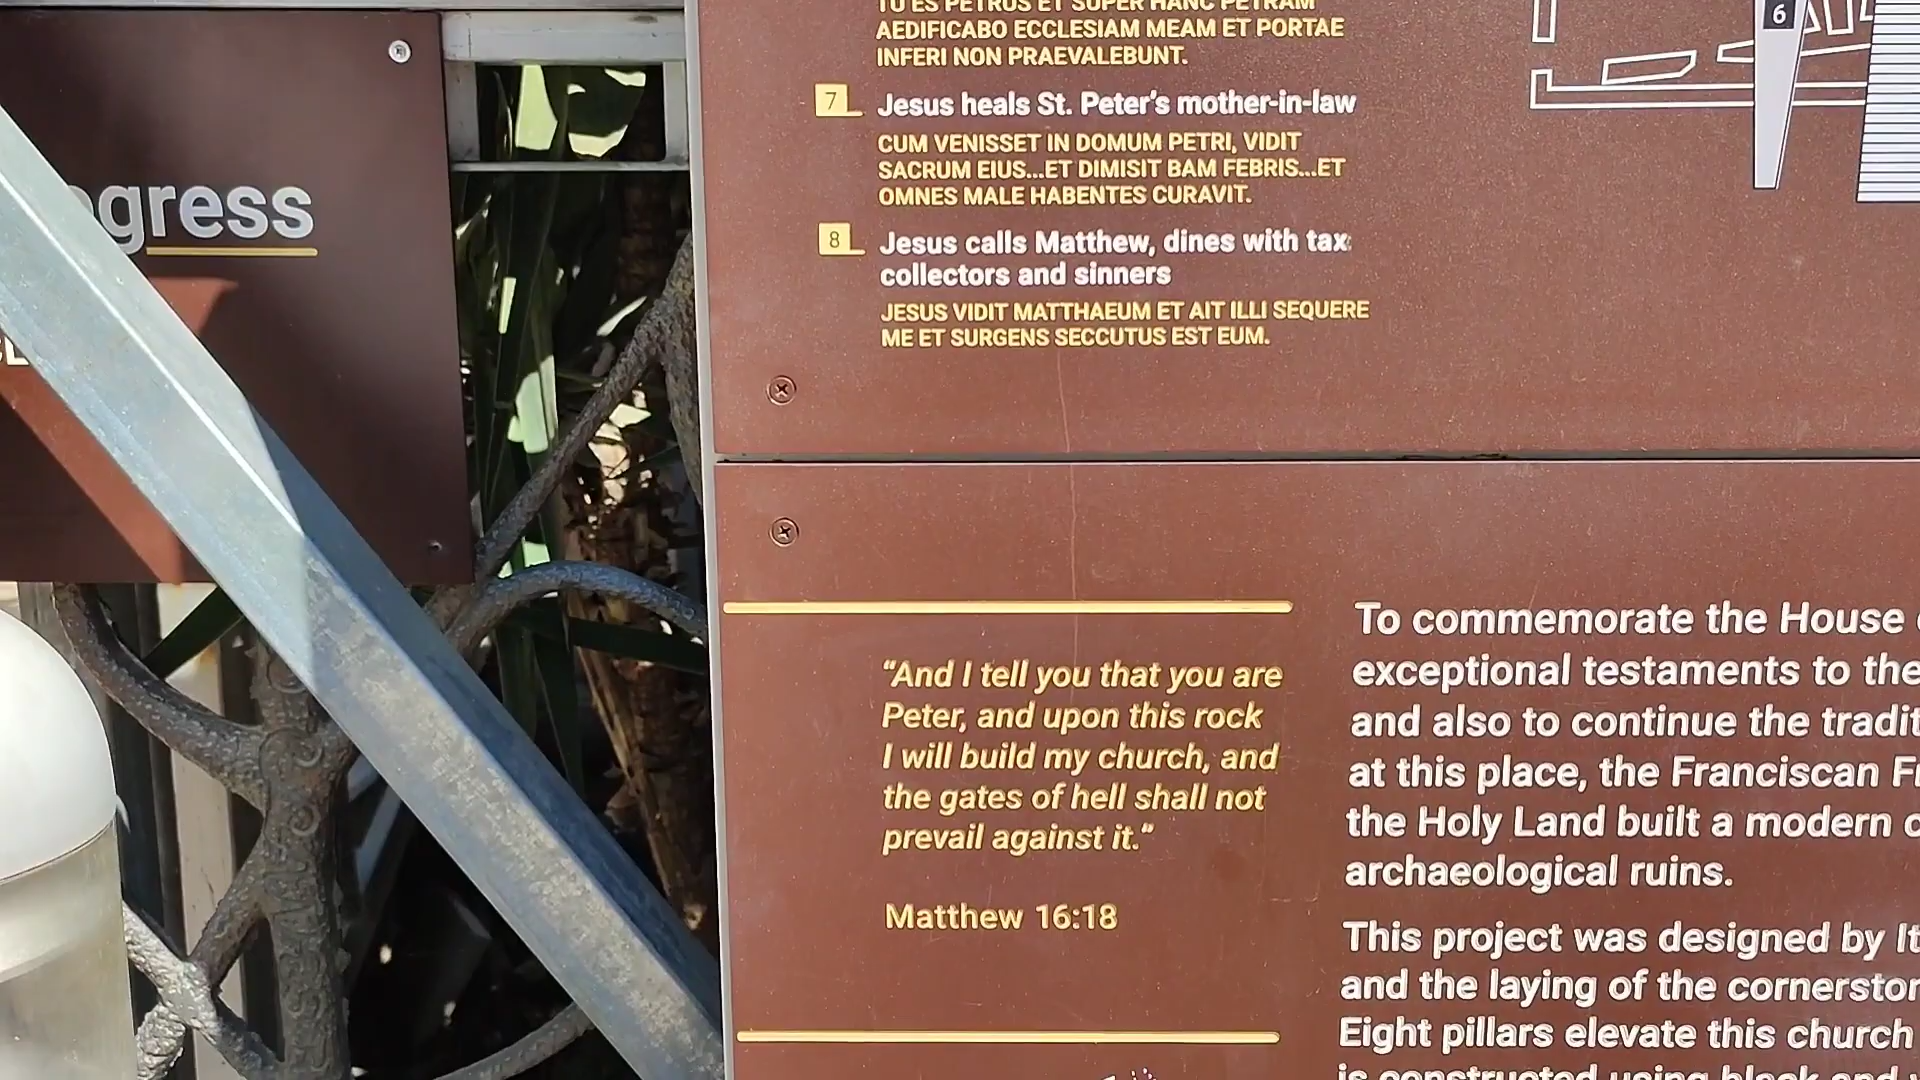 egress
TU ES PETRUS ET SUPER HANC PETRAM
AEDIFICABO ECCLESIAM MEAM ET PORTAE
INFERI NON PRAEVALEBUNT.
7
Jesus heals St. Peter's mother-in-law
CUM VENISSET IN DOMUM PETRI, VIDIT
SACRUM EIUS...ET DIMISIT BAM FEBRIS...ET
OMNES MALE HABENTES CURAVIT.
8
Jesus calls Matthew, dines with tax
collectors and sinners
JESUS VIDIT MATTHAEUM ET AIT ILLI SEQUERE
ME ET SURGENS SECCUTUS EST EUM.
6
"And I tell you that you are
Peter, and upon this rock
I will build my church, and
the gates of hell shall not
prevail against it."
Matthew 16:18
To commemorate the House
exceptional testaments to the
and also to continue the
at this place, the Franciscan
the Holy Land built a modern
archaeological ruins.
This project was designed by
and the laying of the
Eight pillars elevate this church
is constructed using